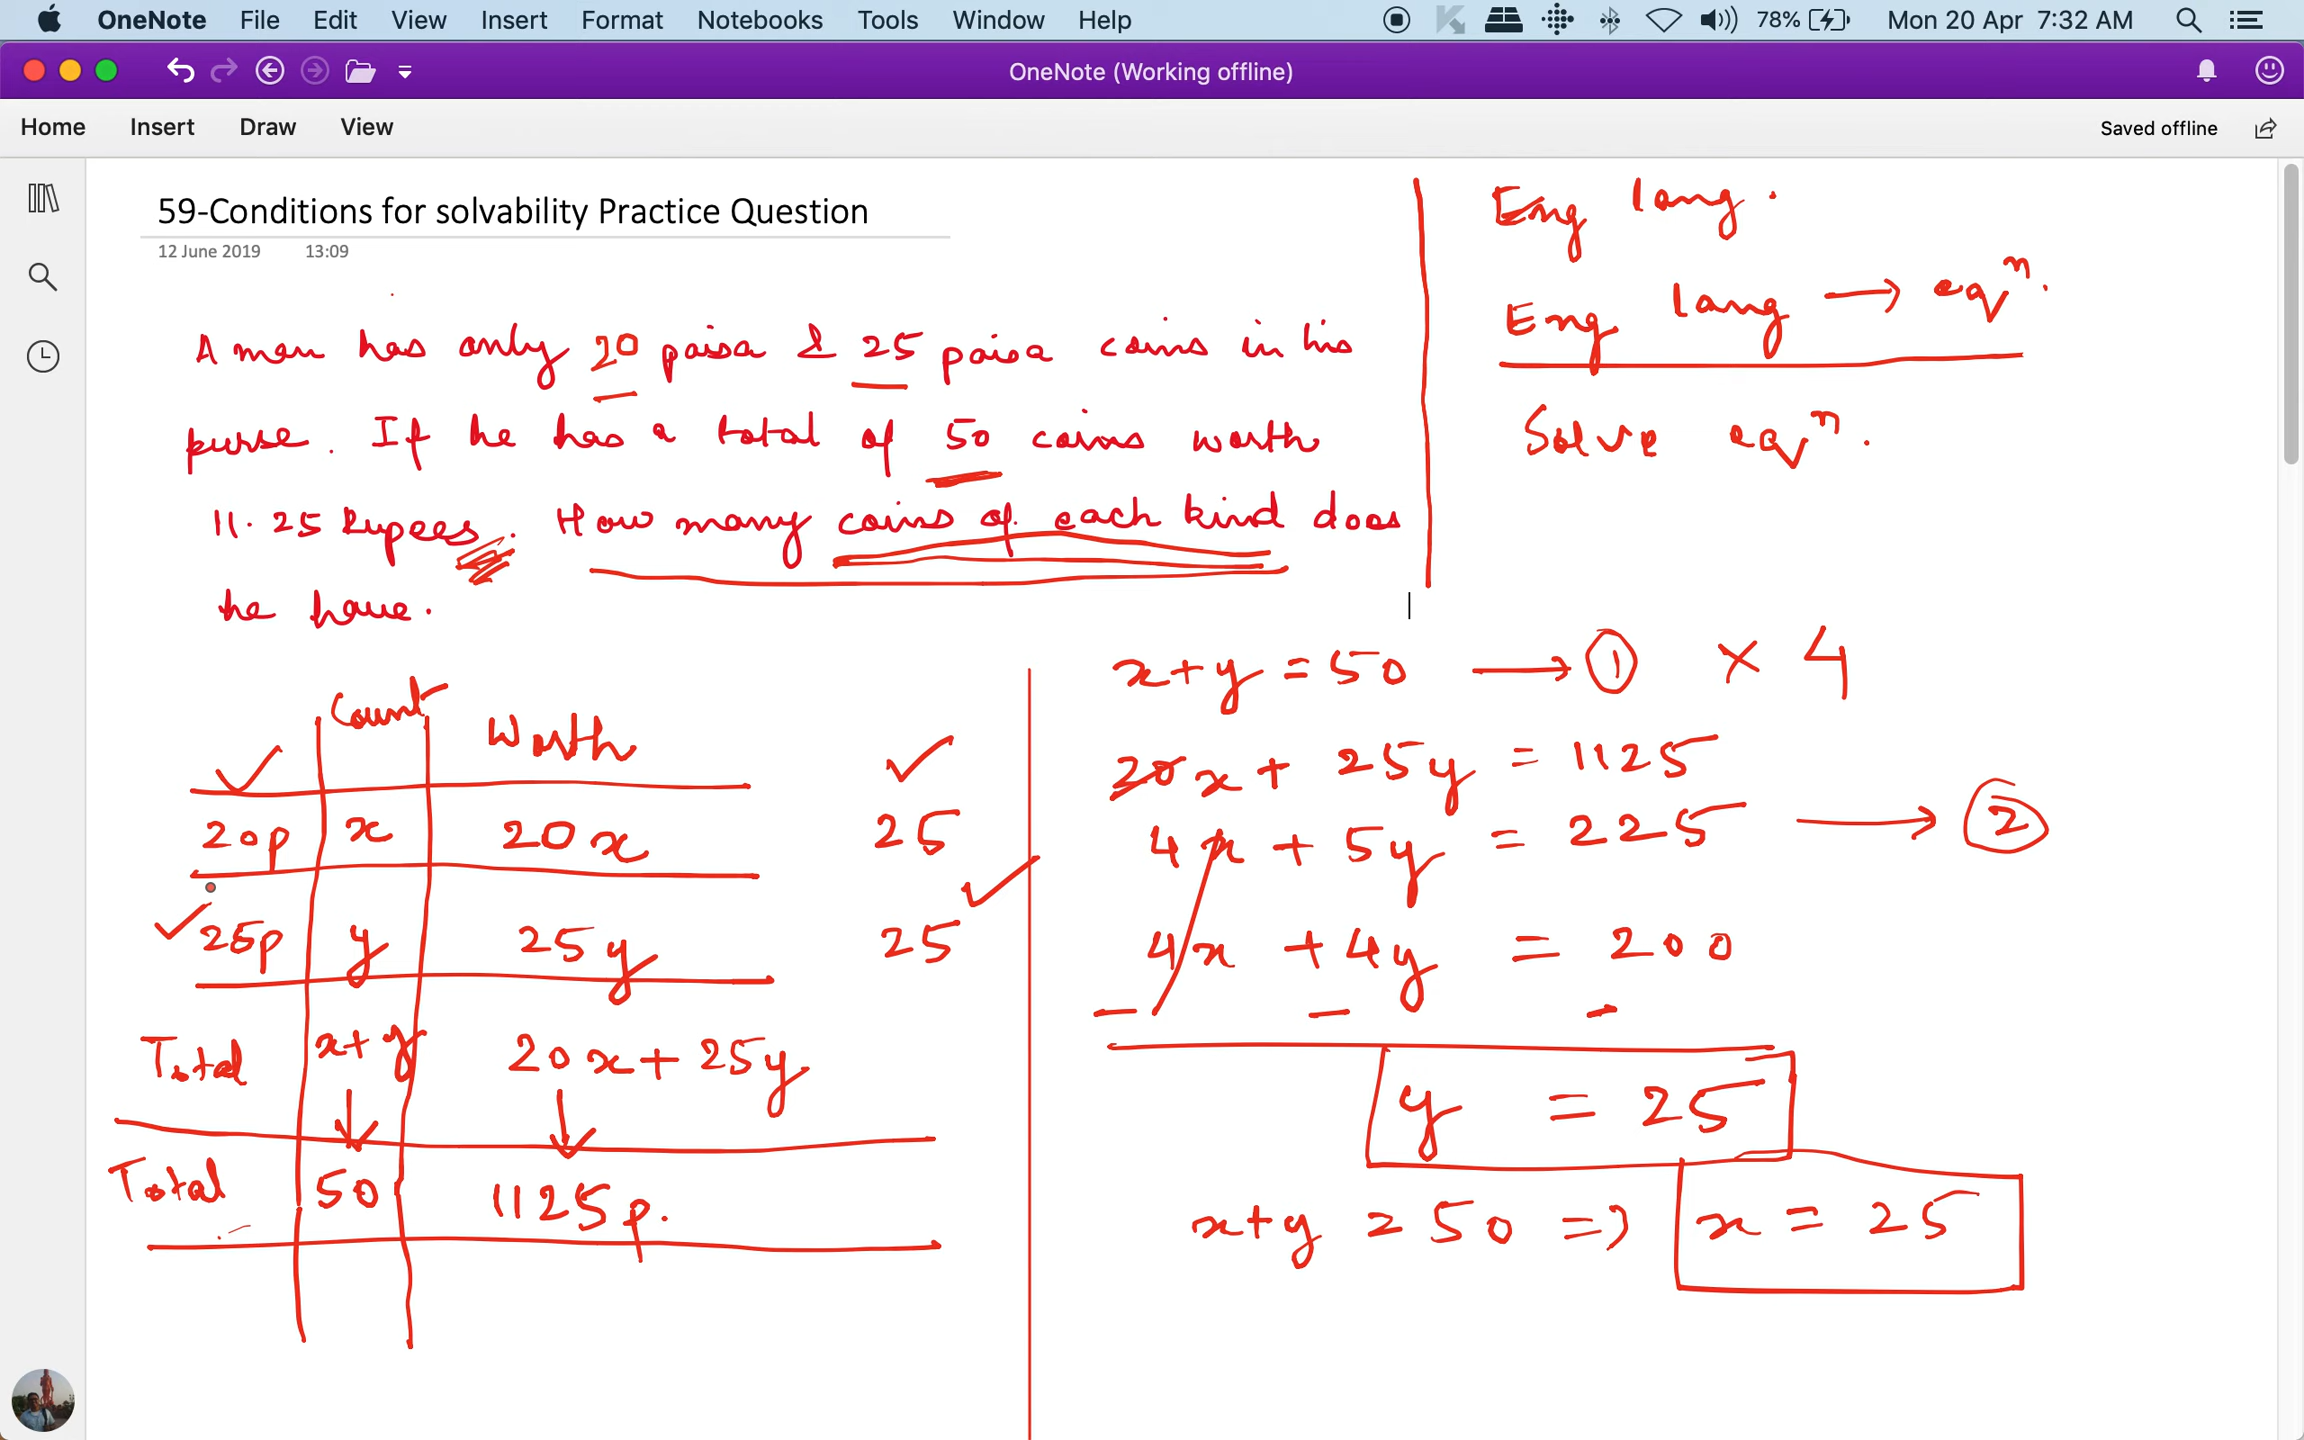 OneNote File Edit View Insert Format Notebooks Tools Window Help 78% Mon 20 Apr 7:32 AM
OneNote (Working offline)
Home Insert Draw View Saved offline
59-Conditions for solvability Practice Question
12 June 2019 13:09
A man has only 20 paisa & 25 paisa coins in his
purse. If he has a total of 50 coins worth
11.25 Rupees. How many coins of each kind does
he have.
Eng lang.
Eng lang → eqⁿ.
Solve eqⁿ.
Count Worth ✓
20p x 20x 25
✓ 25p y 25y 25 ✓
Total x+y 20x + 25y
Total 50 1125p.
x+y = 50 → ① × 4
20x + 25y = 1125
4x + 5y = 225 → ②
4x + 4y = 200
− − -
y = 25
x+y = 50 => x = 25